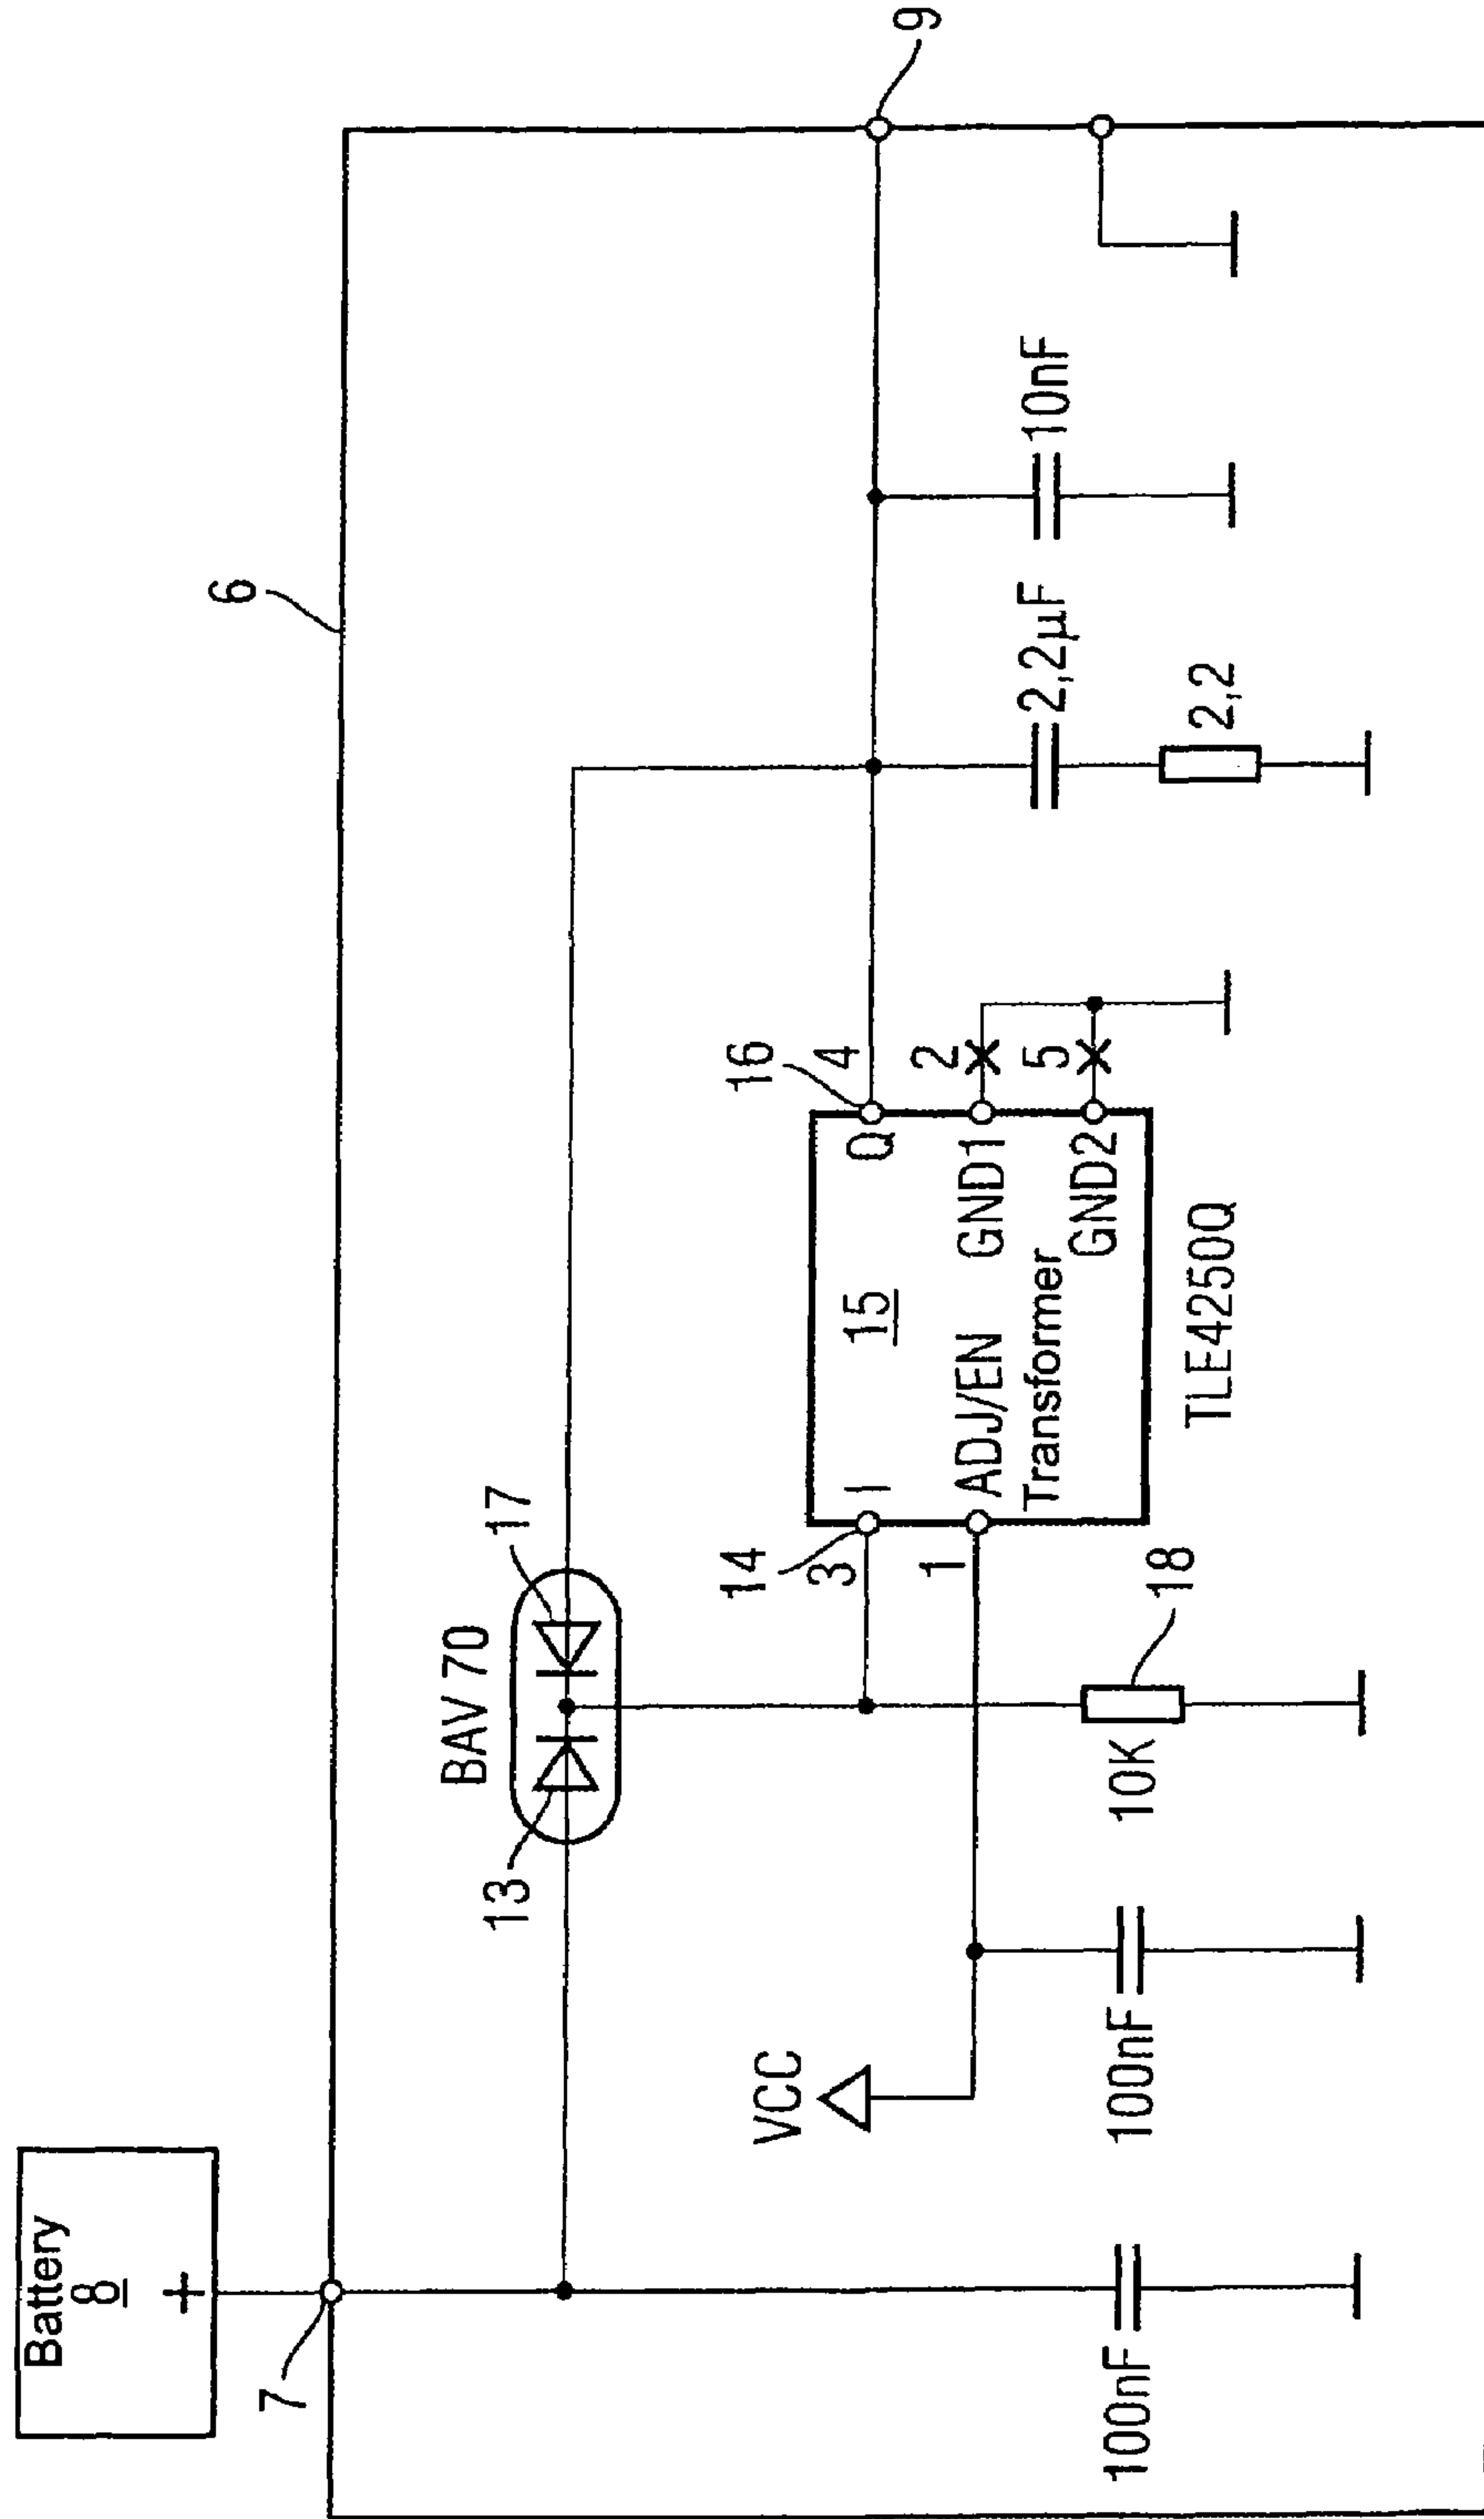 Battery
8
+
7
6
9
BAV 70
13
17
VCC
14
3
1
I
ADJ/EN
15
Transformer
Q
GND1
GND2
16
4
2
5
TLE4250Q
18
10K
100nF
100nF
2,2µF
2,2
10nF